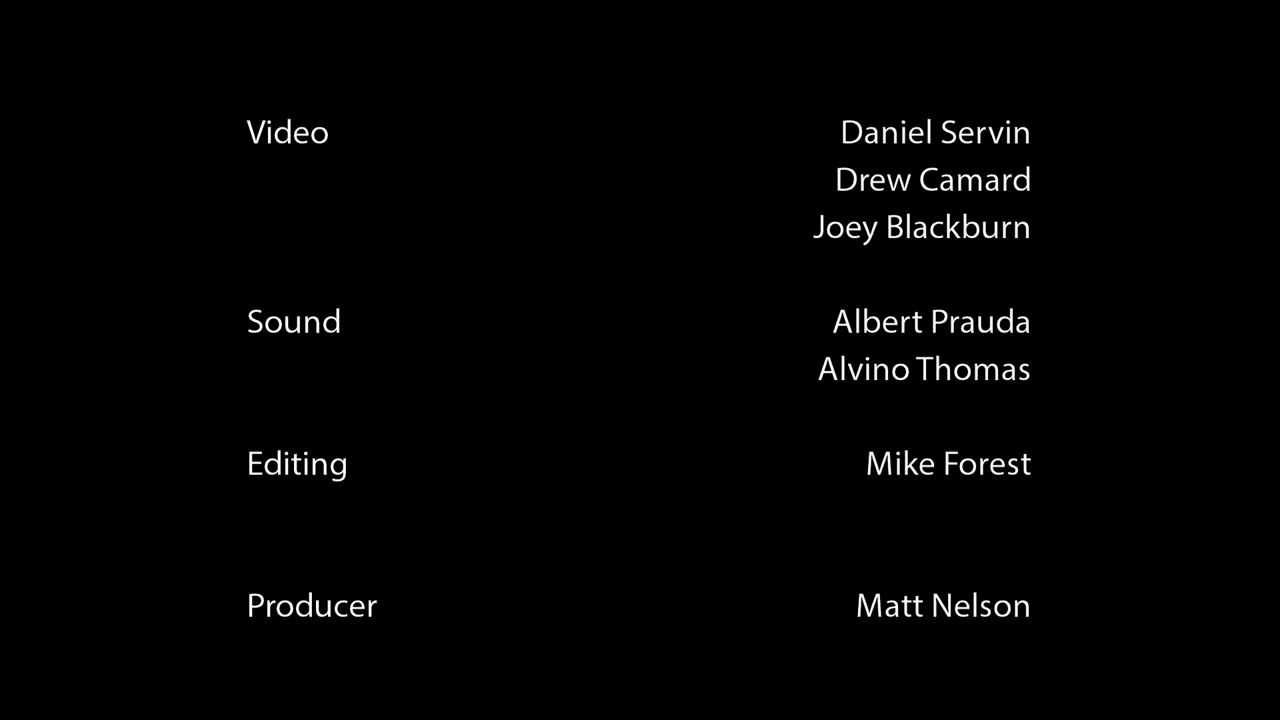 Video Daniel Servin
Drew Camard
Joey Blackburn
Sound Albert Prauda
Alvino Thomas
Editing Mike Forest
Producer Matt Nelson